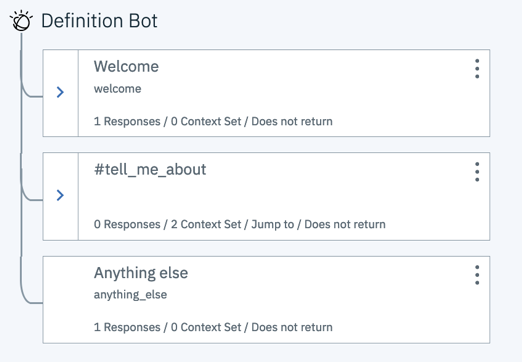 Definition Bot
Welcome
welcome
1 Responses / 0 Context Set / Does not return
#tell_me_about
0 Responses / 2 Context Set / Jump to / Does not return
Anything else
anything_else
1 Responses / 0 Context Set / Does not return